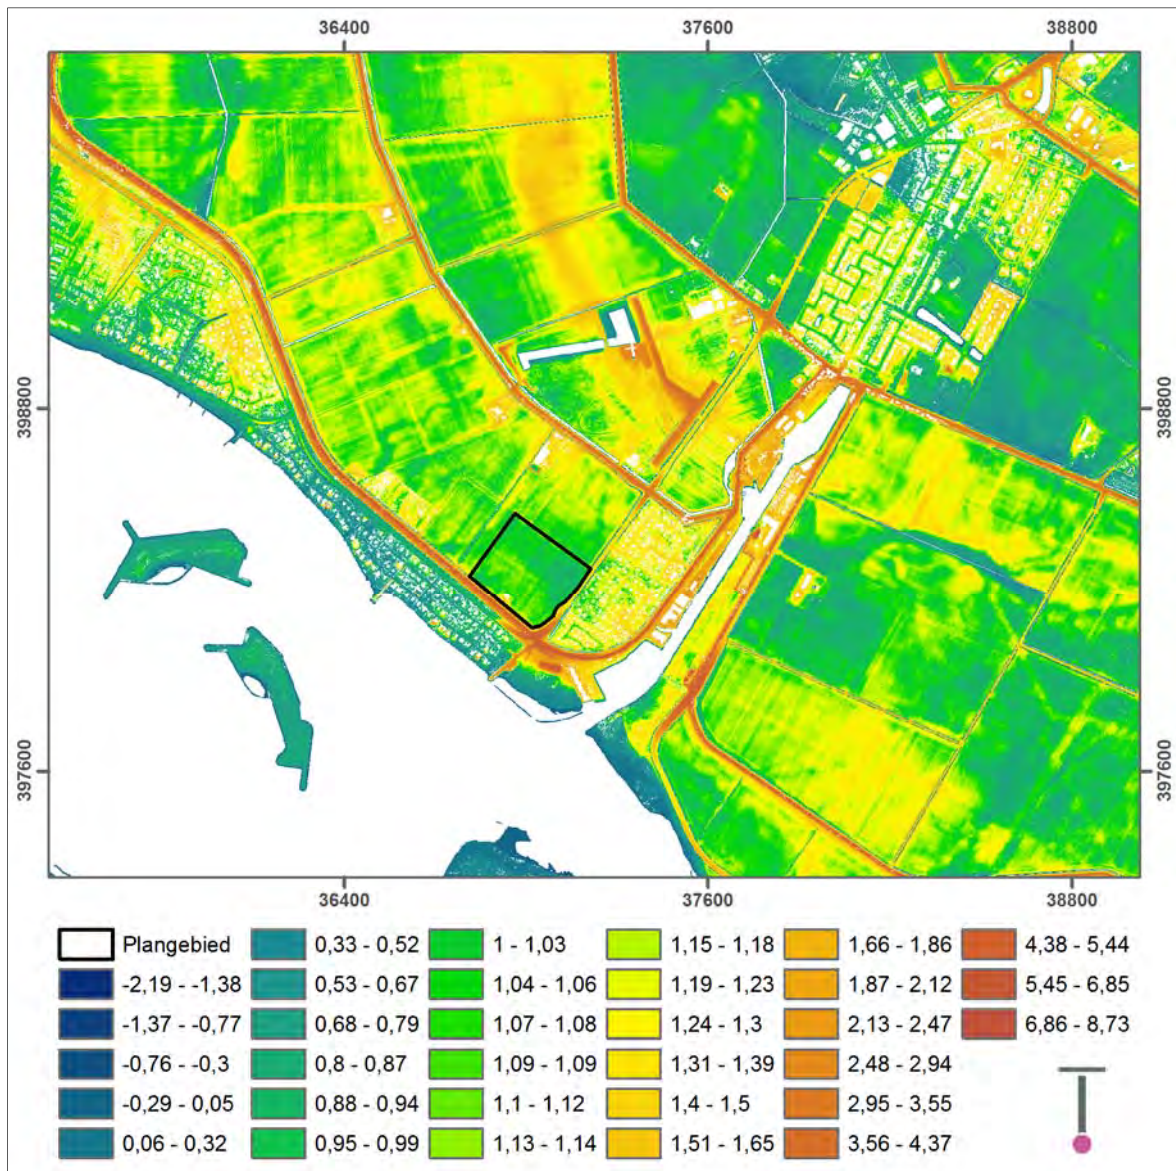 36400 37600 38800
398800 398800
397600 397600
36400 37600 38800
Plangebied 0,33 - 0,52 1 - 1,03 1,15 - 1,18 1,66 - 1,86 4,38 - 5,44
-2,19 - -1,38 0,53 - 0,67 1,04 - 1,06 1,19 - 1,23 1,87 - 2,12 5,45 - 6,85
-1,37 - -0,77 0,68 - 0,79 1,07 - 1,08 1,24 - 1,3 2,13 - 2,47 6,86 - 8,73
-0,76 - -0,3 0,8 - 0,87 1,09 - 1,09 1,31 - 1,39 2,48 - 2,94
-0,29 - 0,05 0,88 - 0,94 1,1 - 1,12 1,4 - 1,5 2,95 - 3,55
0,06 - 0,32 0,95 - 0,99 1,13 - 1,14 1,51 - 1,65 3,56 - 4,37